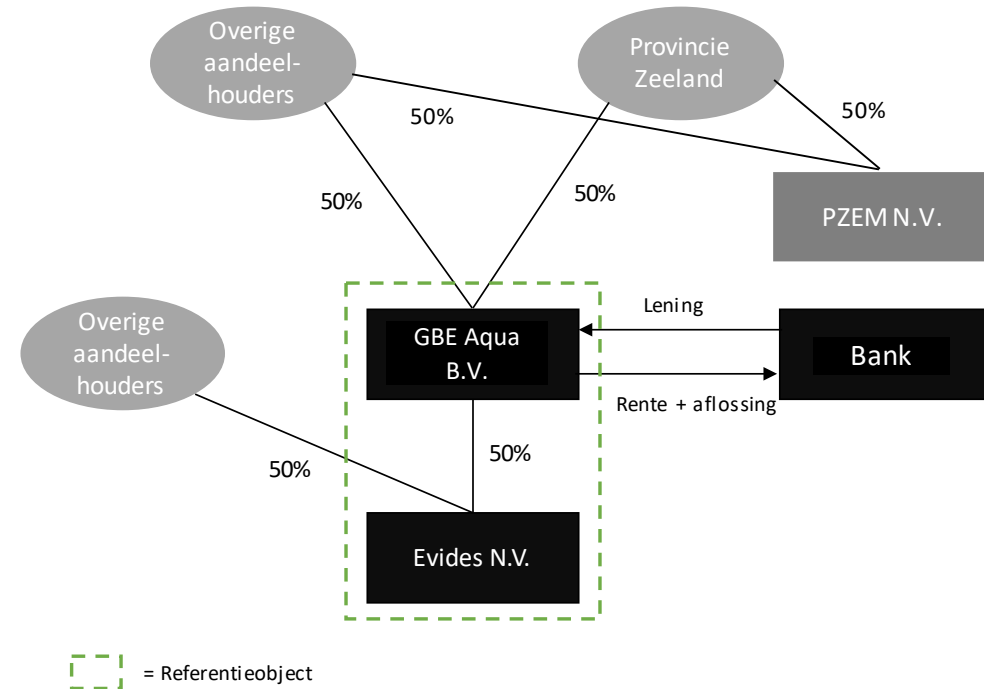 Overige
aandeel-
houders
Provincie
Zeeland
50%
50%
50%
50%
PZEM N.V.
Overige
aandeel-
houders
GBE Aqua
B.V.
Lening
Bank
Rente + aflossing
50%
50%
Evides N.V.
= Referentieobject